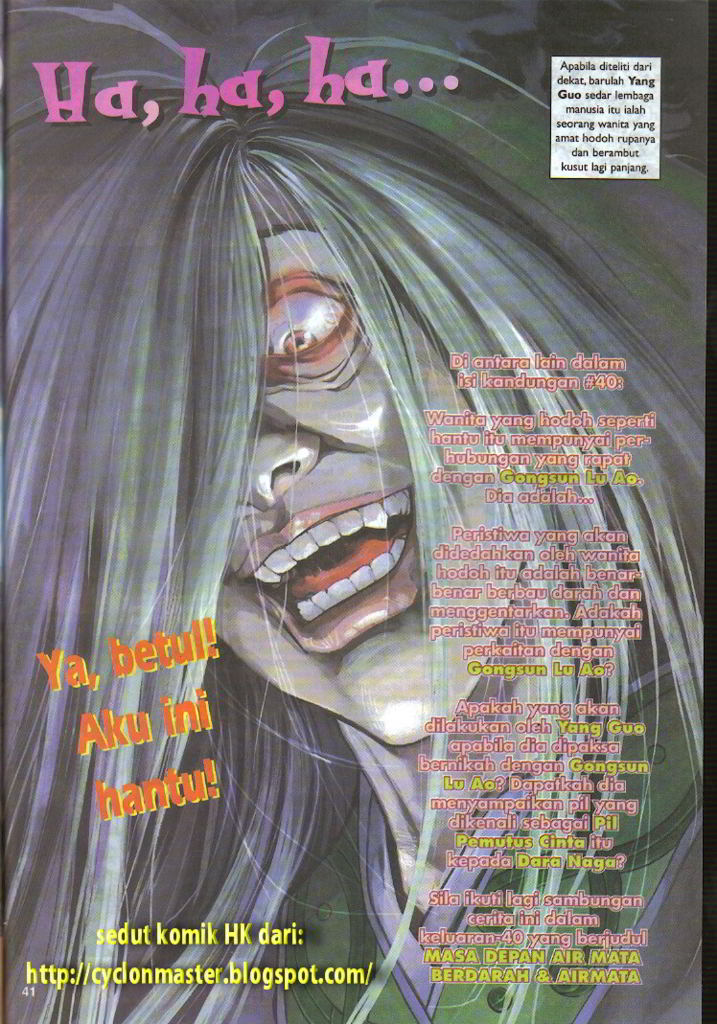 Ha, ha, ha...
Apabila diteliti dari
dekat, barulah Yang
Guo sedar lembaga
manusia itu ialah
seorang wanita yang
amat hodoh rupanya
dan berambut
kusut lagi panjang.
Di antara lain dalam
isi kandungan #40:
Wanita yang hodoh seperti
hantu itu mempunyai per-
hubungan yang rapat
dengan Gongsun Lu Ao.
Dia adalah...
Peristiwa yang akan
didedahkan oleh wanita
hodoh itu adalah benar-
benar berbau darah dan
menggentarkan. Adakah
peristiwa itu mempunyai
perkaitan dengan
Gongsun Lu Ao?
Apakah yang akan
dilakukan oleh Yang Guo
apabila dia dipaksa
bernikah dengan Gongsun
Lu Ao? Dapatkah dia
menyampaikan pil yang
dikenali sebagai Pil
Pemutus Cinta itu
kepada Dara Naga?
Sila ikuti lagi sambungan
cerita ini dalam
keluaran-40 yang berjudul
MASA DEPAN AIR MATA
BERDARAH & AIRMATA
Ya, betul!
Aku ini
hantu!
sedut komik HK dari:
http://cyclonmaster.blogspot.com/
41